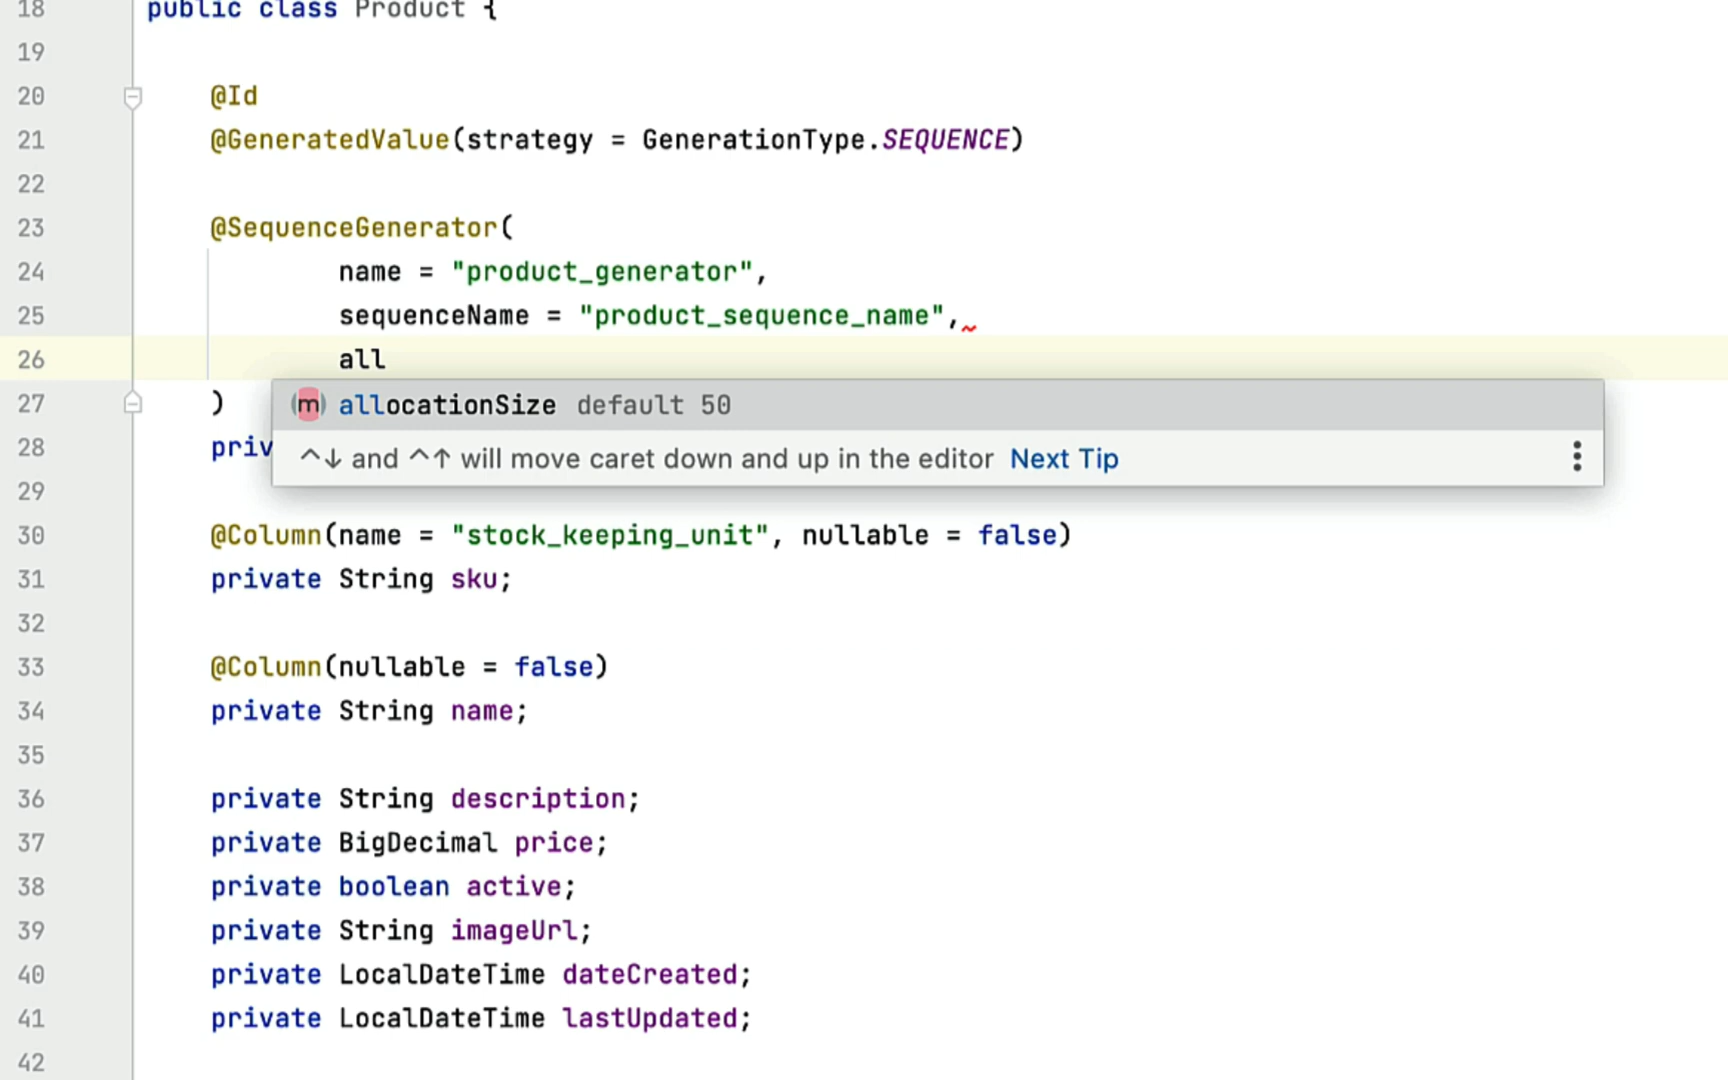 18 public class Product {
19
20 @Id
21 @GeneratedValue(strategy = GenerationType.SEQUENCE)
22
23 @SequenceGenerator(
24 name = "product_generator",
25 sequenceName = "product_sequence_name",
26 all
27 )
(m) allocationSize default 50
28 priv
^↓ and ^↑ will move caret down and up in the editor Next Tip
29
30 @Column(name = "stock_keeping_unit", nullable = false)
31 private String sku;
32
33 @Column(nullable = false)
34 private String name;
35
36 private String description;
37 private BigDecimal price;
38 private boolean active;
39 private String imageUrl;
40 private LocalDateTime dateCreated;
41 private LocalDateTime lastUpdated;
42